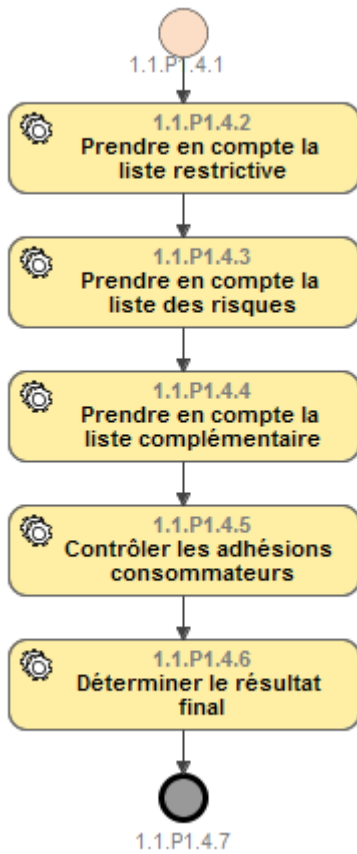 1.1.P1.4.1
1.1.P1.4.2
Prendre en compte la
liste restrictive
1.1.P1.4.3
Prendre en compte la
liste des risques
1.1.P1.4.4
Prendre en compte la
liste complémentaire
1.1.P1.4.5
Contrôler les adhésions
consommateurs
1.1.P1.4.6
Déterminer le résultat
final
1.1.P1.4.7